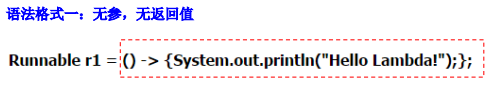 语法格式一：无参，无返回值
Runnable r1 = () -> {System.out.println("Hello Lambda!");};